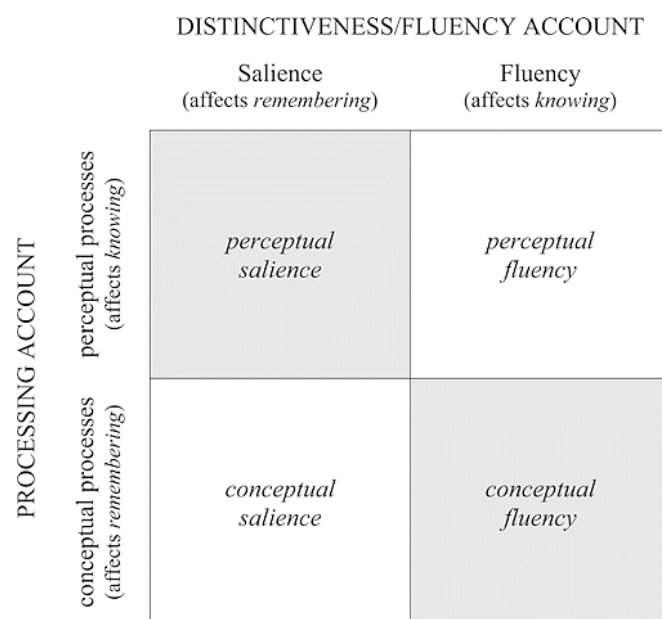 DISTINCTIVENESS/FLUENCY ACCOUNT
Salience
(affects remembering)
Fluency
(affects knowing)
PROCESSING ACCOUNT
perceptual processes
(affects knowing)
perceptual
salience
perceptual
fluency
conceptual processes
(affects remembering)
conceptual
salience
conceptual
fluency